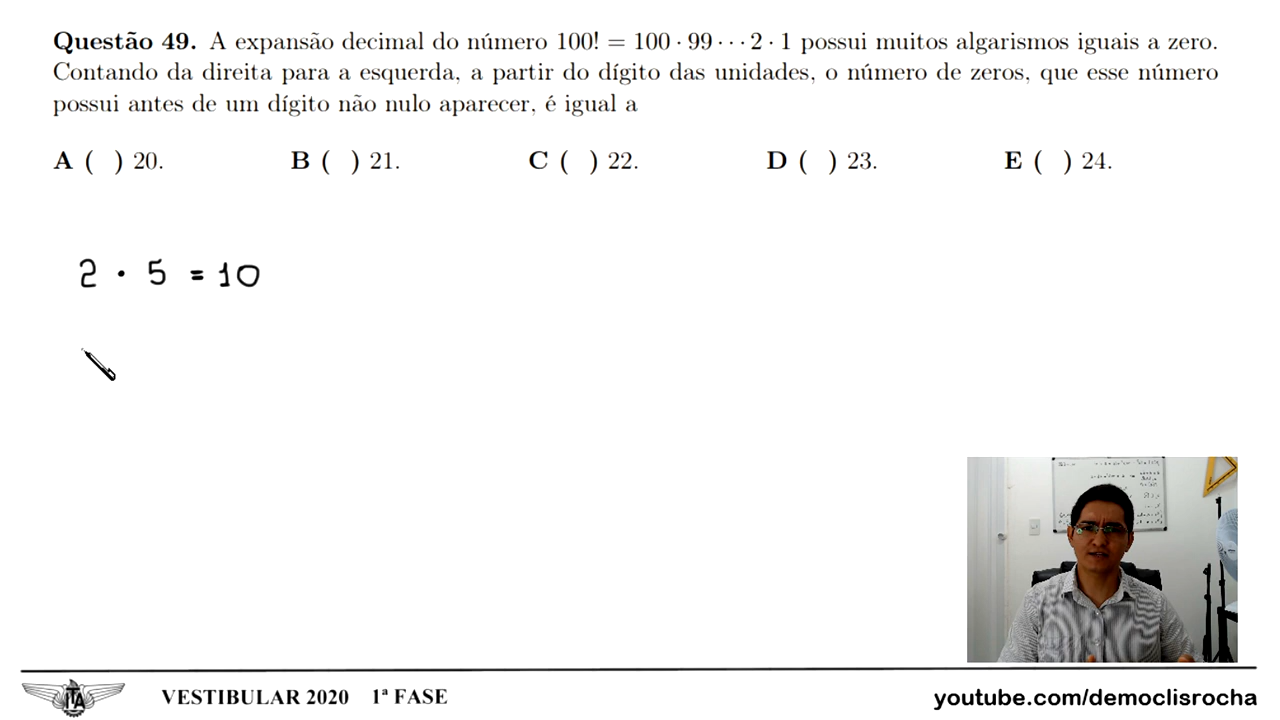 Questão 49. A expansão decimal do número 100! = 100 · 99 · · · 2 · 1 possui muitos algarismos iguais a zero.
Contando da direita para a esquerda, a partir do dígito das unidades, o número de zeros, que esse número
possui antes de um dígito não nulo aparecer, é igual a
A ( ) 20. B ( ) 21. C ( ) 22. D ( ) 23. E ( ) 24.
2 · 5 = 10
ITA
VESTIBULAR 2020 1ª FASE
youtube.com/democlisrocha